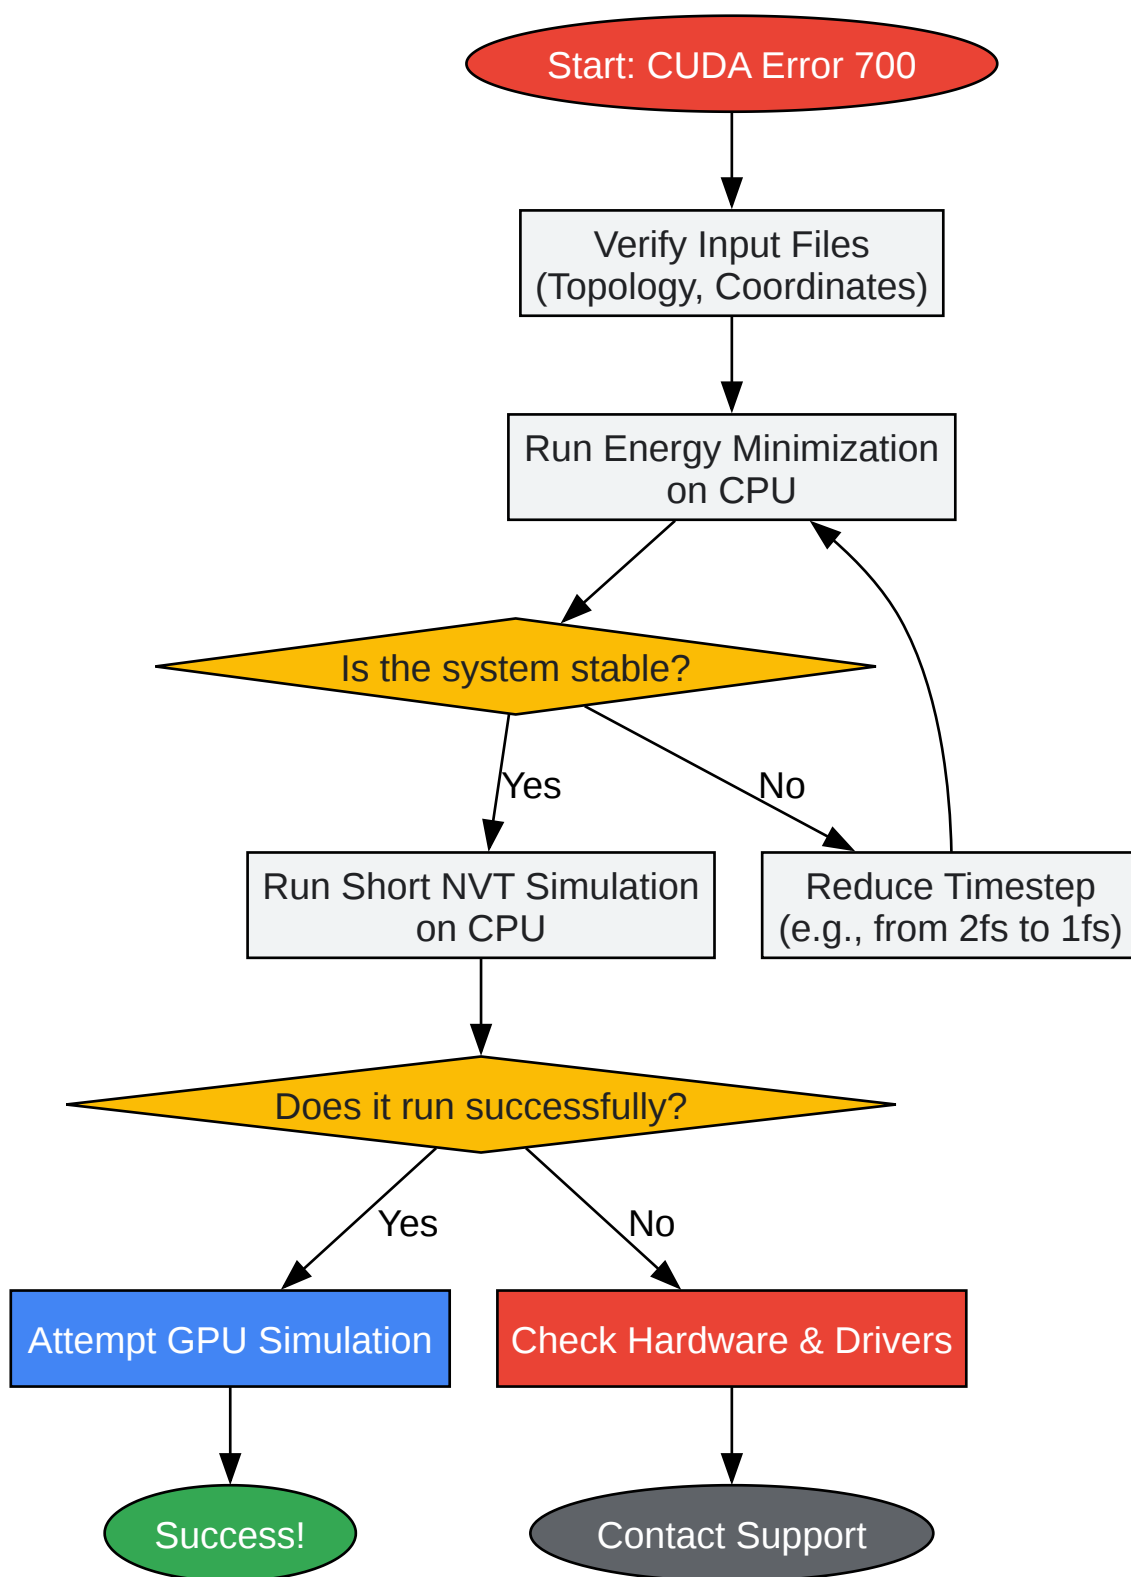 Start: CUDA Error 700
Verify Input Files
(Topology, Coordinates)
Run Energy Minimization
on CPU
Is the system stable?
Yes
No
Run Short NVT Simulation
on CPU
Reduce Timestep
(e.g., from 2fs to 1fs)
Does it run successfully?
Yes
No
Attempt GPU Simulation
Check Hardware & Drivers
Success!
Contact Support